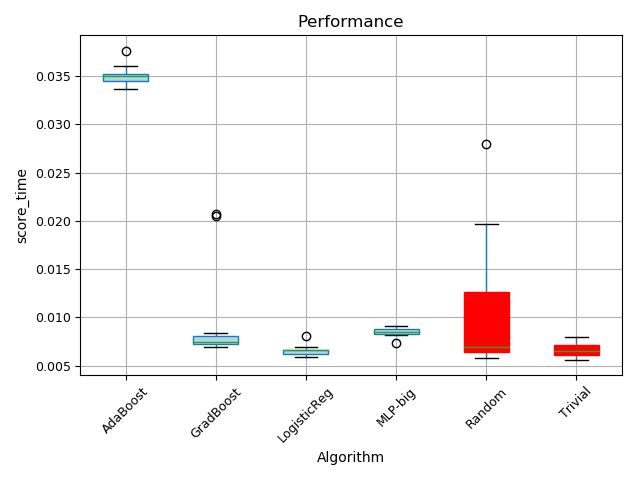 Performance
score_time
0.035
0.030
0.025
0.020
0.015
0.010
0.005
AdaBoost
GradBoost
LogisticReg
MLP-big
Random
Trivial
Algorithm